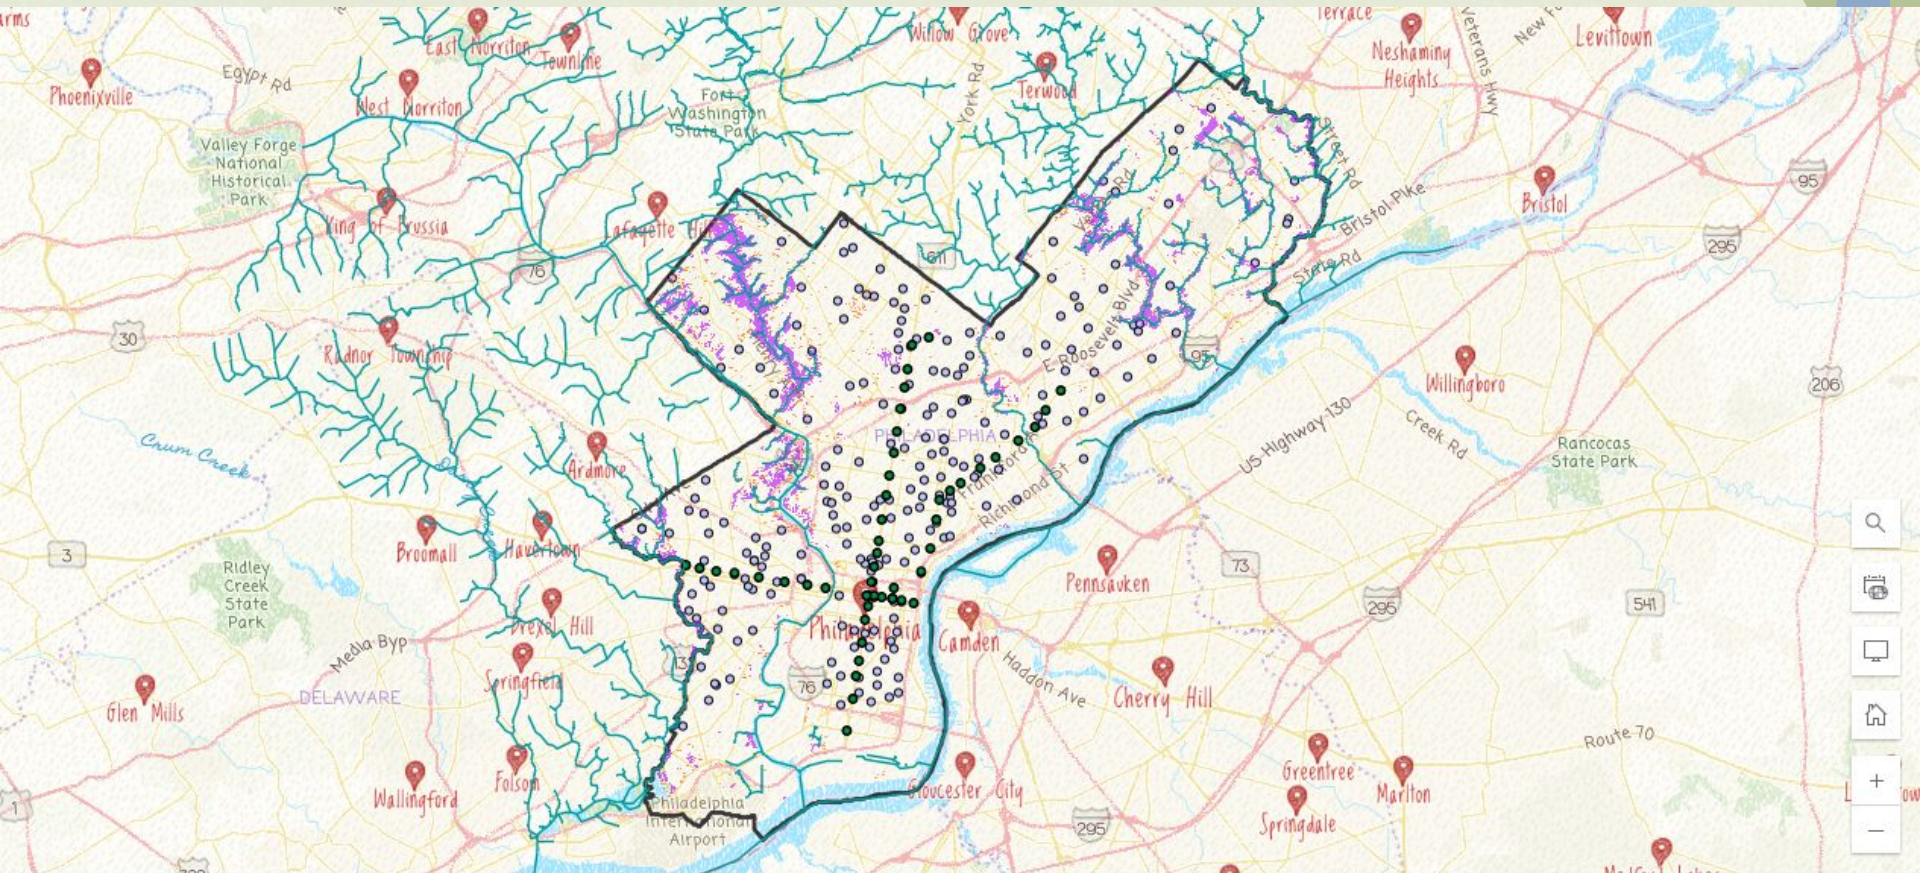 arms
East Norriton
Townline
Willow Grove
Terrace
Neshaming
Heights
Veterans Hwy
Levittown
Phoenixville
Egypt Rd
West Norriton
Fort
Washington
State Park
York Rd
Terwood
Street Rd
Valley Forge
National
Historical
Park
King of Prussia
Lafayette Hill
Bristol Pike
Bristol
95
76
611
State Rd
295
30
Radnor Township
E Roosevelt Blvd
95
Willingboro
206
Crum Creek
Ardmore
PHILADELPHIA
Frankford
Richmond St
US Highway 130
Creek Rd
Rancocas
State Park
3
Broomall
Havertown
Ridley
Creek
State
Park
Pennsauken
73
295
541
Drexel Hill
Philadelphia
Camden
Media Byp
Springfield
13
76
Haddon Ave
Cherry Hill
DELAWARE
Glen Mills
Route 70
Wallingford
Folsom
Gloucester City
Greentree
Marlton
1
Philadelphia
International
Airport
295
Springdale
+
−